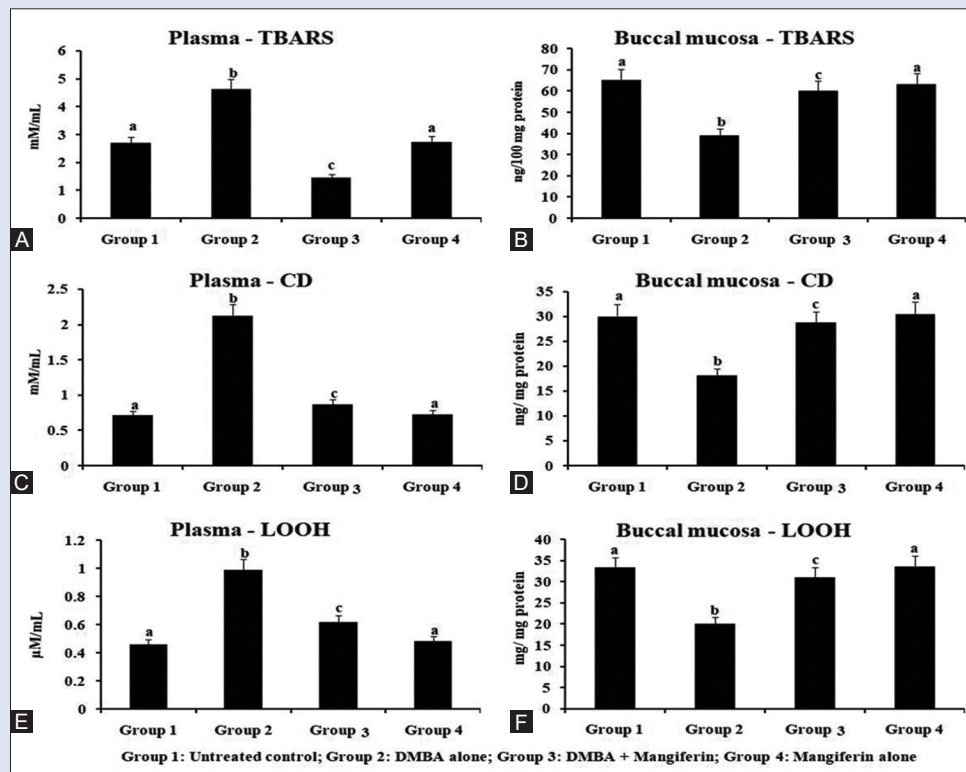 Plasma - TBARS
mM/mL
6
5
4
3
2
1
0
a
b
c
a
Group 1 Group 2 Group 3 Group 4
A
Buccal mucosa - TBARS
ng/100 mg protein
80
70
60
50
40
30
20
10
0
a
b
c
a
Group 1 Group 2 Group 3 Group 4
B
Plasma - CD
mM/mL
2.5
2
1.5
1
0.5
0
a
b
c
a
Group 1 Group 2 Group 3 Group 4
C
Buccal mucosa - CD
mg/ mg protein
35
30
25
20
15
10
5
0
a
b
c
a
Group 1 Group 2 Group 3 Group 4
D
Plasma - LOOH
µM/mL
1.2
1
0.8
0.6
0.4
0.2
0
a
b
c
a
Group 1 Group 2 Group 3 Group 4
E
Buccal mucosa - LOOH
mg/ mg protein
40
35
30
25
20
15
10
5
0
a
b
c
a
Group 1 Group 2 Group 3 Group 4
F
Group 1: Untreated control; Group 2: DMBA alone; Group 3: DMBA + Mangiferin; Group 4: Mangiferin alone